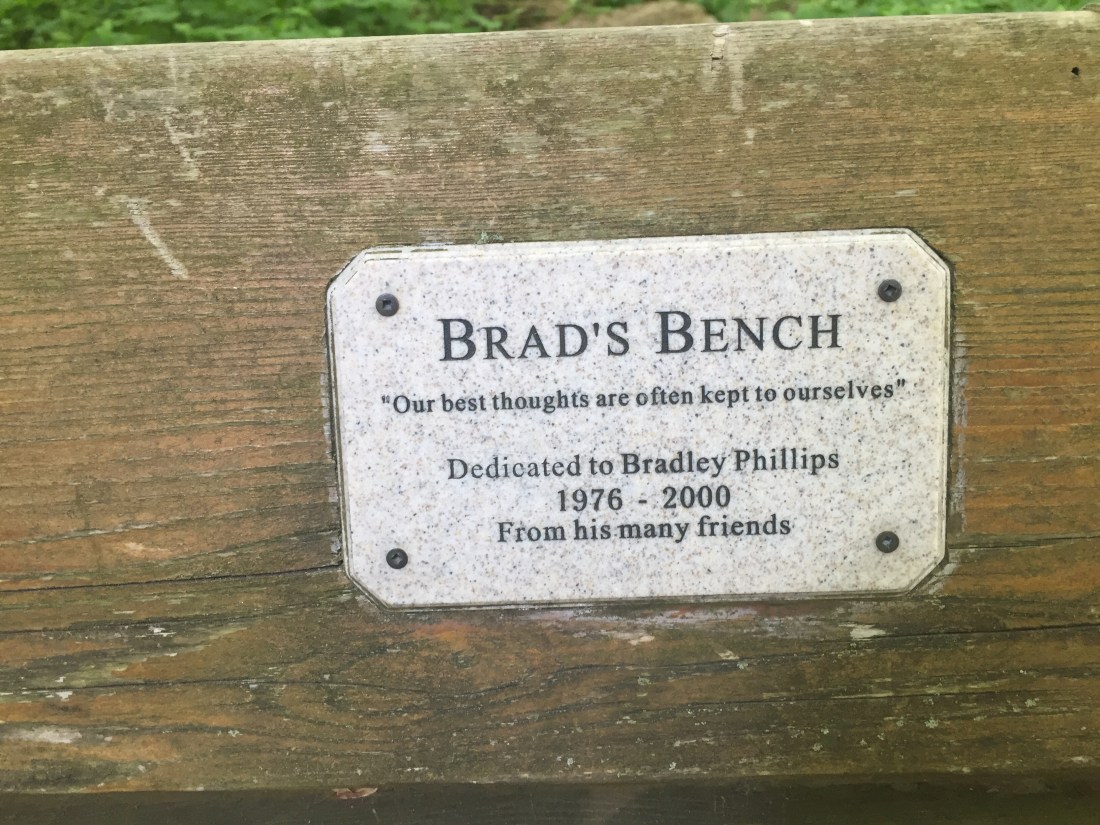 BRAD'S BENCH
"Our best thoughts are often kept to ourselves"
Dedicated to Bradley Phillips
1976 - 2000
From his many friends